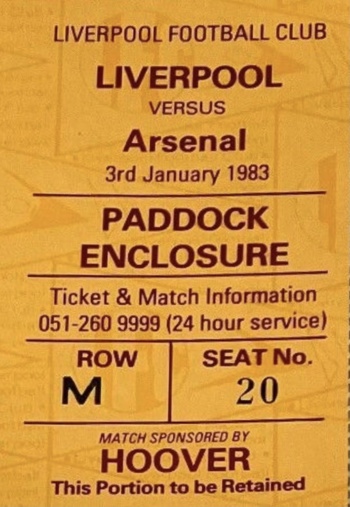 LIVERPOOL FOOTBALL CLUB
LIVERPOOL
VERSUS
Arsenal
3rd January 1983
PADDOCK
ENCLOSURE
Ticket & Match Information
051-260 9999 (24 hour service)
ROW SEAT No.
M 20
MATCH SPONSORED BY
HOOVER
This Portion to be Retained